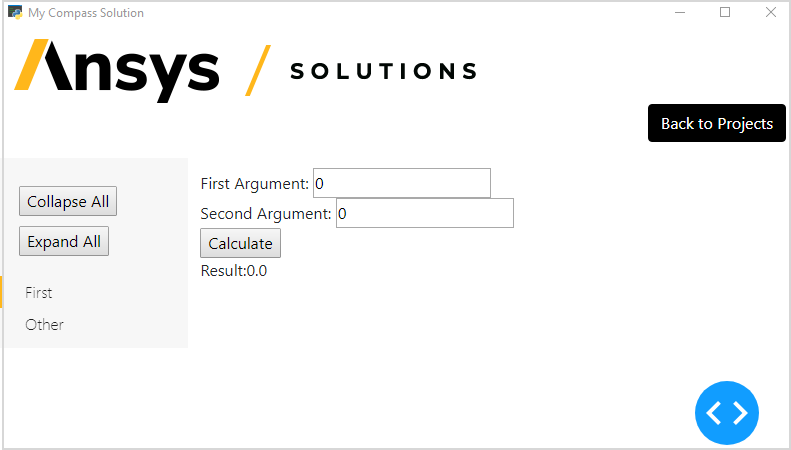 My Compass Solution
Ansys / SOLUTIONS
Back to Projects
Collapse All
Expand All
First
Other
First Argument: 0
Second Argument: 0
Calculate
Result:0.0